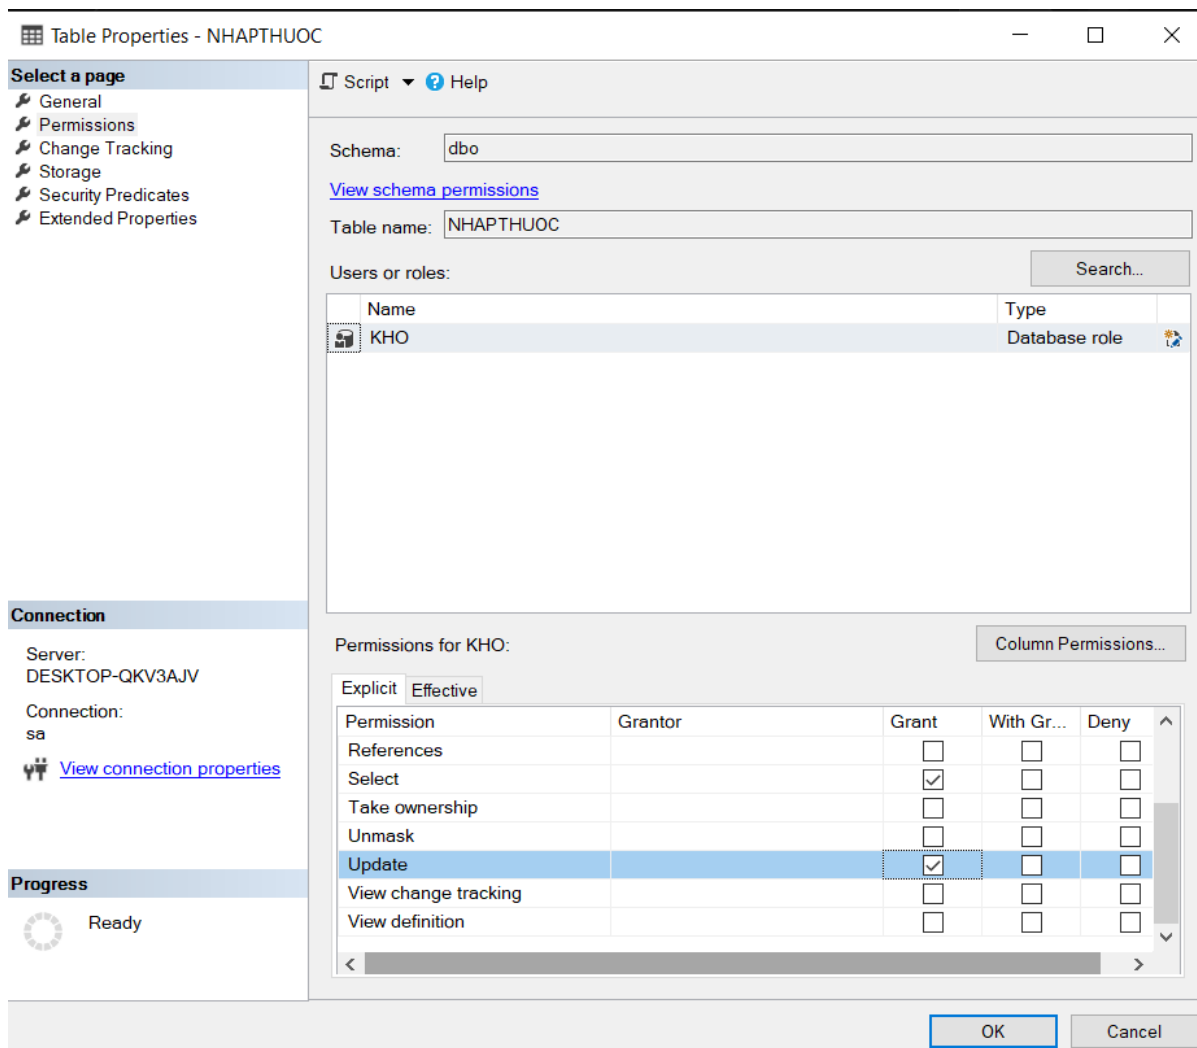 Table Properties - NHAPTHUOC
Select a page
General
Permissions
Change Tracking
Storage
Security Predicates
Extended Properties
Script Help
Schema: dbo
View schema permissions
Table name: NHAPTHUOC
Users or roles: Search...
Name Type
KHO Database role
Connection
Server:
DESKTOP-QKV3AJV
Connection:
sa
View connection properties
Progress
Ready
Permissions for KHO: Column Permissions...
Explicit Effective
Permission Grantor Grant With Gr... Deny
References
Select
Take ownership
Unmask
Update
View change tracking
View definition
OK Cancel